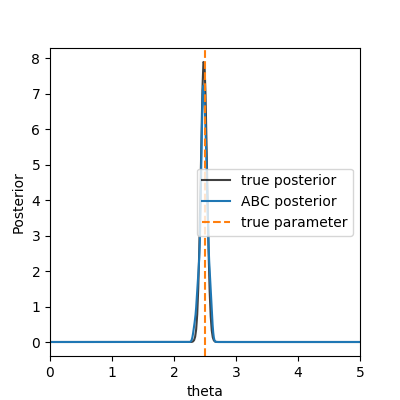 8
7
6
5
4
3
2
1
0
Posterior
true posterior
ABC posterior
true parameter
0 1 2 3 4 5
theta